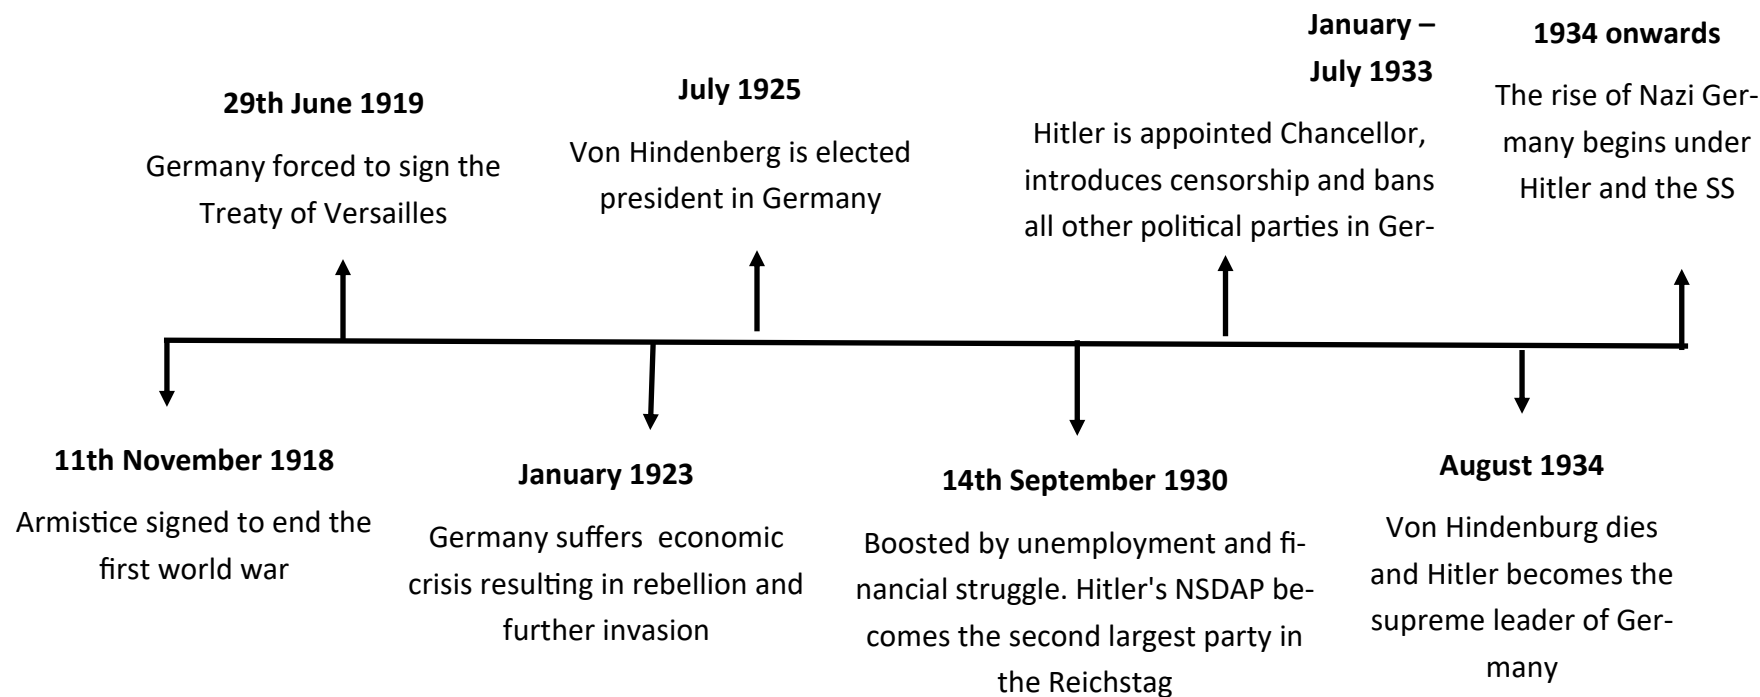 29th June 1919
Germany forced to sign the
Treaty of Versailles
July 1925
Von Hindenberg is elected
president in Germany
January –
July 1933
Hitler is appointed Chancellor,
introduces censorship and bans
all other political parties in Ger-
1934 onwards
The rise of Nazi Ger-
many begins under
Hitler and the SS
11th November 1918
Armistice signed to end the
first world war
January 1923
Germany suffers  economic
crisis resulting in rebellion and
further invasion
14th September 1930
Boosted by unemployment and fi-
nancial struggle. Hitler's NSDAP be-
comes the second largest party in
the Reichstag
August 1934
Von Hindenburg dies
and Hitler becomes the
supreme leader of Ger-
many